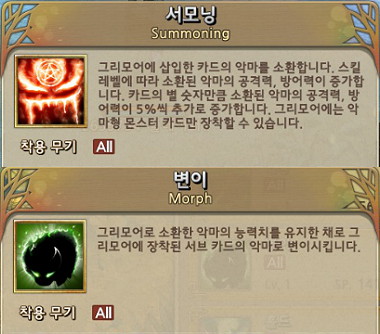 서모닝
Summoning
그리모어에 삽입한 카드의 악마를 소환합니다. 스킬
레벨에 따라 소환된 악마의 공격력, 방어력이 증가합
니다. 카드의 별 숫자만큼 소환된 악마의 공격력, 방
어력이 5%씩 추가로 증가합니다. 그리모어에는 악
마형 몬스터 카드만 장착할 수 있습니다.
착용 무기 All
변이
Morph
그리모어로 소환한 악마의 능력치를 유지한 채로 그
리모어에 장착된 서브 카드의 악마로 변이시킵니다.
착용 무기 All